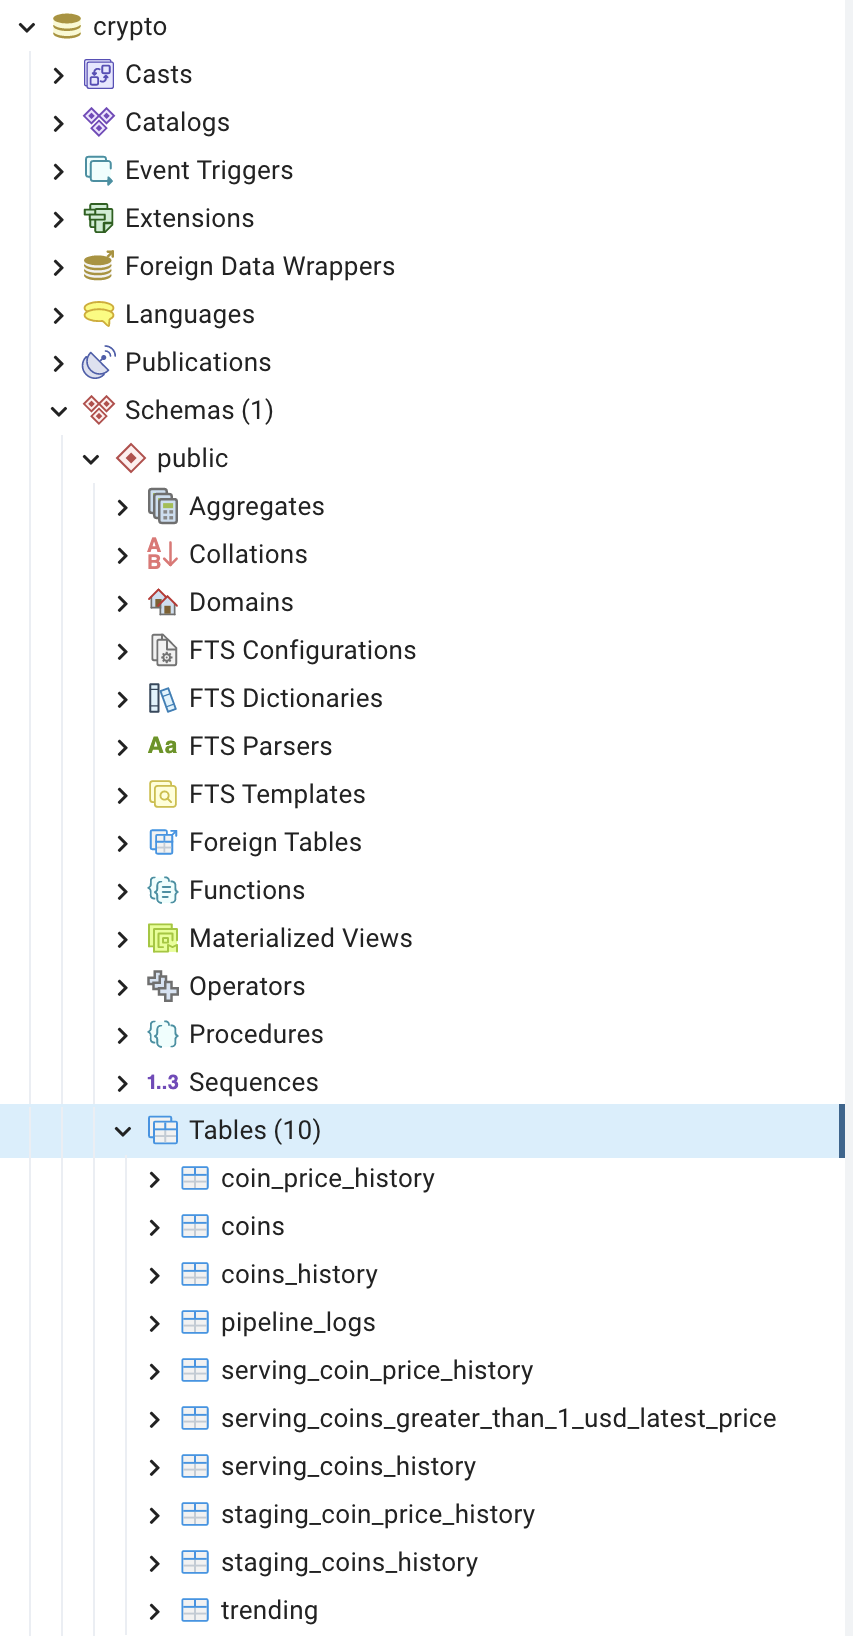 crypto
Casts
Catalogs
Event Triggers
Extensions
Foreign Data Wrappers
Languages
Publications
Schemas (1)
public
Aggregates
A B Collations
Domains
FTS Configurations
FTS Dictionaries
Aa FTS Parsers
FTS Templates
Foreign Tables
Functions
Materialized Views
Operators
Procedures
1..3 Sequences
Tables (10)
coin_price_history
coins
coins_history
pipeline_logs
serving_coin_price_history
serving_coins_greater_than_1_usd_latest_price
serving_coins_history
staging_coin_price_history
staging_coins_history
trending